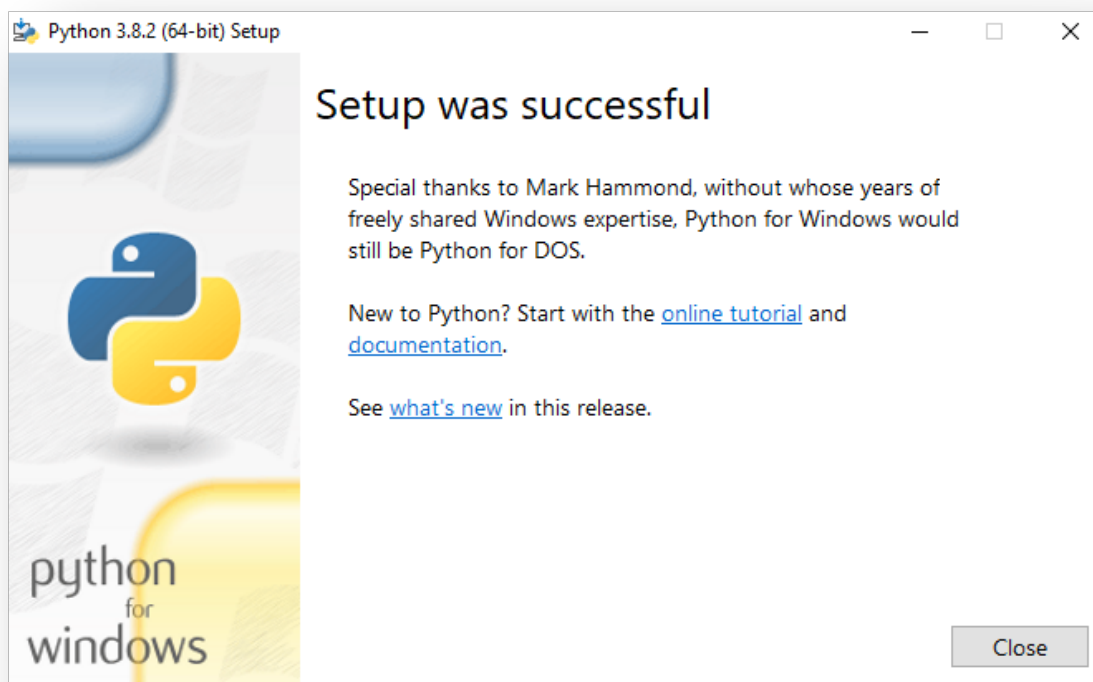 Python 3.8.2 (64-bit) Setup
Setup was successful
Special thanks to Mark Hammond, without whose years of
freely shared Windows expertise, Python for Windows would
still be Python for DOS.
New to Python? Start with the online tutorial and
documentation.
See what's new in this release.
python
for
windows
Close